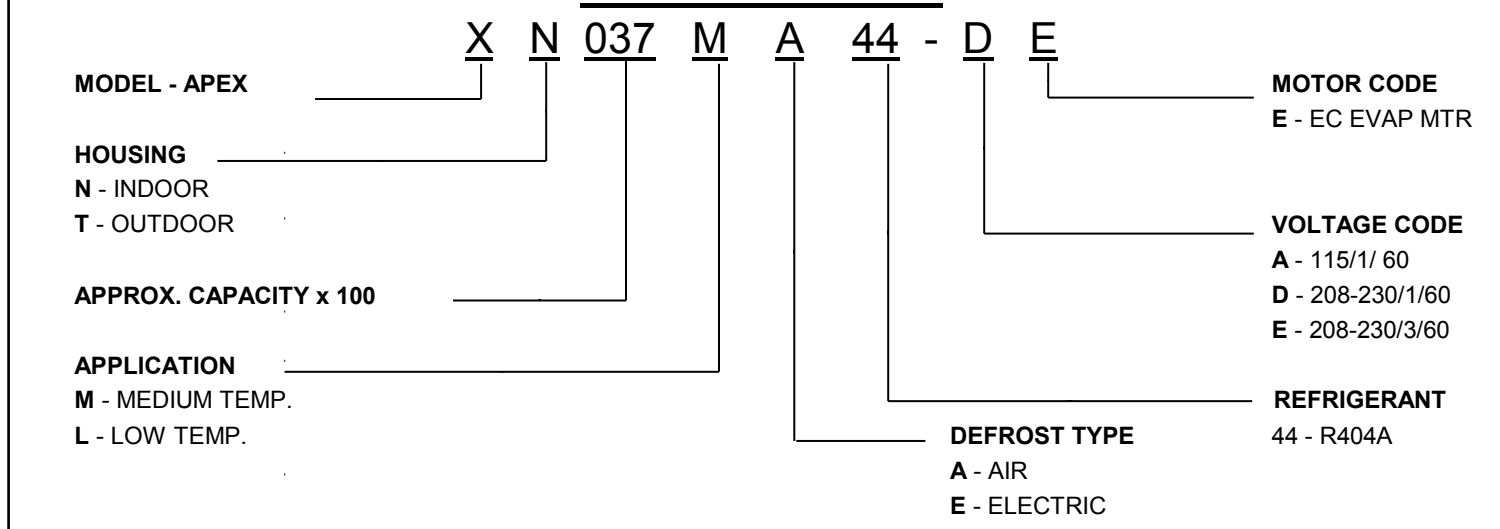 X N 037 M A 44 - D E
MODEL - APEX
HOUSING
N - INDOOR
T - OUTDOOR
APPROX. CAPACITY x 100
APPLICATION
M - MEDIUM TEMP.
L - LOW TEMP.
DEFROST TYPE
A - AIR
E - ELECTRIC
MOTOR CODE
E - EC EVAP MTR
VOLTAGE CODE
A - 115/1/ 60
D - 208-230/1/60
E - 208-230/3/60
REFRIGERANT
44 - R404A